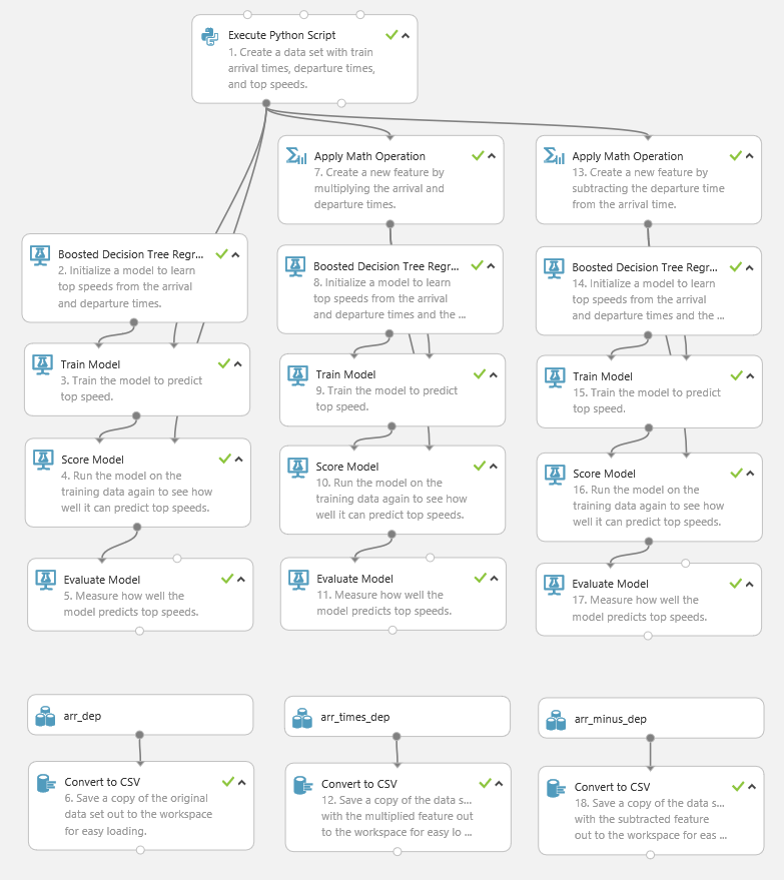 Execute Python Script
1. Create a data set with train
arrival times, departure times,
and top speeds.
Apply Math Operation
7. Create a new feature by
multiplying the arrival and
departure times.
Apply Math Operation
13. Create a new feature by
subtracting the departure time
from the arrival time.
Boosted Decision Tree Regr...
2. Initialize a model to learn
top speeds from the arrival
and departure times.
Boosted Decision Tree Regr...
8. Initialize a model to learn
top speeds from the arrival
and departure times and the ...
Boosted Decision Tree Regr...
14. Initialize a model to learn
top speeds from the arrival
and departure times and the ...
Train Model
3. Train the model to predict
top speed.
Train Model
9. Train the model to predict
top speed.
Train Model
15. Train the model to predict
top speed.
Score Model
4. Run the model on the
training data again to see how
well it can predict top speeds.
Score Model
10. Run the model on the
training data again to see how
well it can predict top speeds.
Score Model
16. Run the model on the
training data again to see how
well it can predict top speeds.
Evaluate Model
5. Measure how well the
model predicts top speeds.
Evaluate Model
11. Measure how well the
model predicts top speeds.
Evaluate Model
17. Measure how well the
model predicts top speeds.
arr_dep
arr_times_dep
arr_minus_dep
Convert to CSV
6. Save a copy of the original
data set out to the workspace
for easy loading.
Convert to CSV
12. Save a copy of the data s...
with the multiplied feature out
to the workspace for easy lo ...
Convert to CSV
18. Save a copy of the data s...
with the subtracted feature
out to the workspace for eas ...